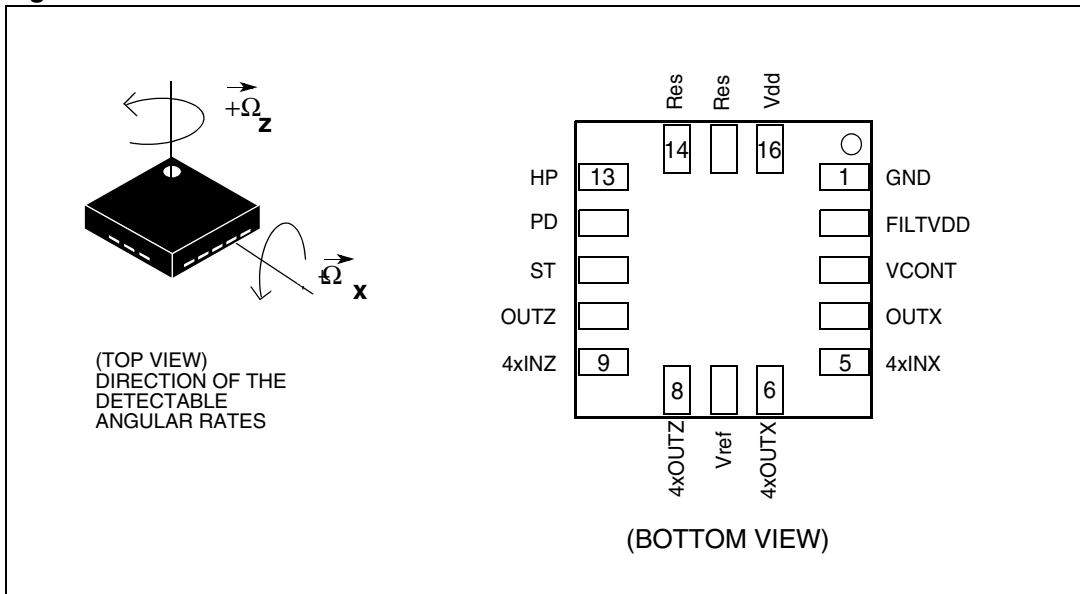 +Ω
Z
+Ω
X
(TOP VIEW)
DIRECTION OF THE
DETECTABLE
ANGULAR RATES
Res
Res
Vdd
14
16
HP
13
1
GND
PD
FILTVDD
ST
VCONT
OUTZ
OUTX
4xINZ
9
5
4xINX
8
6
4xOUTZ
Vref
4xOUTX
(BOTTOM VIEW)